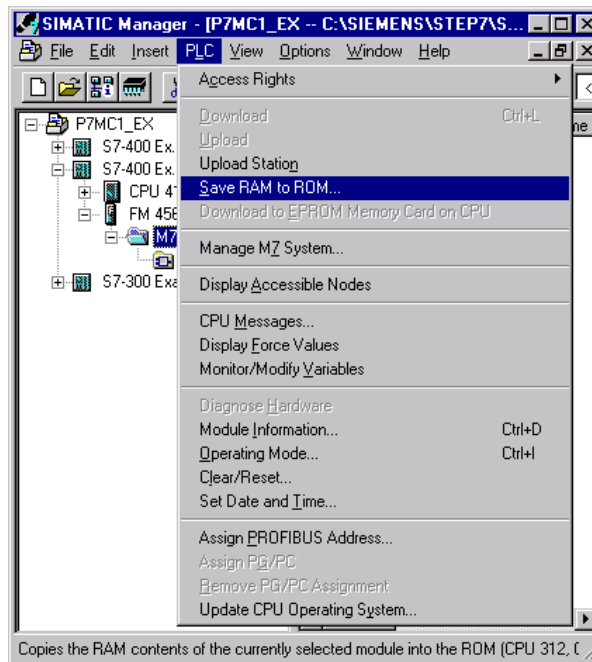 SIMATIC Manager - [P7MC1_EX -- C:\SIEMENS\STEP7\S...
File Edit Insert PLC View Options Window Help
Access Rights
Download Ctrl+L
Upload
Upload Station
Save RAM to ROM...
Download to EPROM Memory Card on CPU
Manage M7 System...
Display Accessible Nodes
CPU Messages...
Display Force Values
Monitor/Modify Variables
Diagnose Hardware
Module Information... Ctrl+D
Operating Mode... Ctrl+I
Clear/Reset...
Set Date and Time...
Assign PROFIBUS Address...
Assign PG/PC
Remove PG/PC Assignment
Update CPU Operating System...
P7MC1_EX
S7-400 Ex.
S7-400 Ex.
CPU 41
FM 456
M7
S7-300 Exa
me
Copies the RAM contents of the currently selected module into the ROM (CPU 312,